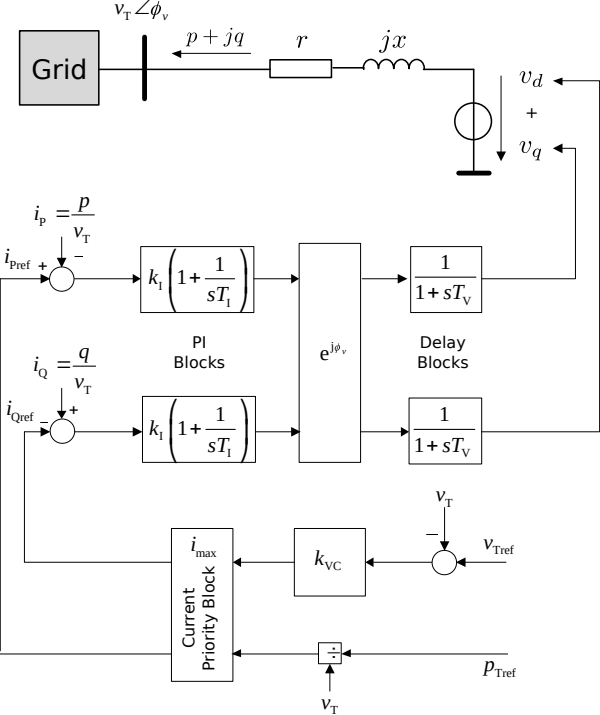 v_T ∠ϕ_v
p + jq
r
jx
Grid
v_d
+
v_q
i_P = p/v_T
i_Pref + −
k_I (1 + 1/(sT_I))
1/(1 + sT_V)
PI
Blocks
e^{jϕ_v}
Delay
Blocks
i_Q = q/v_T
i_Qref − +
k_I (1 + 1/(sT_I))
1/(1 + sT_V)
v_T
−
i_max
k_VC
v_Tref
Current
Priority Block
÷
p_Tref
v_T